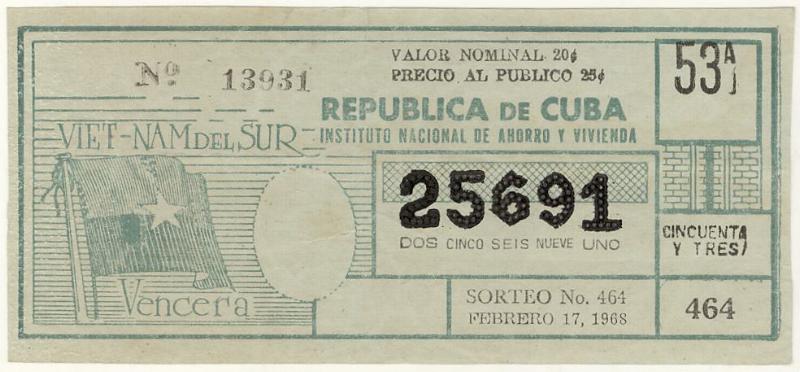 Nº 13931
VIET-NAM DEL SUR
Vencera
VALOR NOMINAL 20¢
PRECIO AL PUBLICO 25¢
REPUBLICA DE CUBA
INSTITUTO NACIONAL DE AHORRO Y VIVIENDA
25691
DOS CINCO SEIS NUEVE UNO
SORTEO No. 464
FEBRERO 17, 1968
53A
CINCUENTA
Y TRES
464